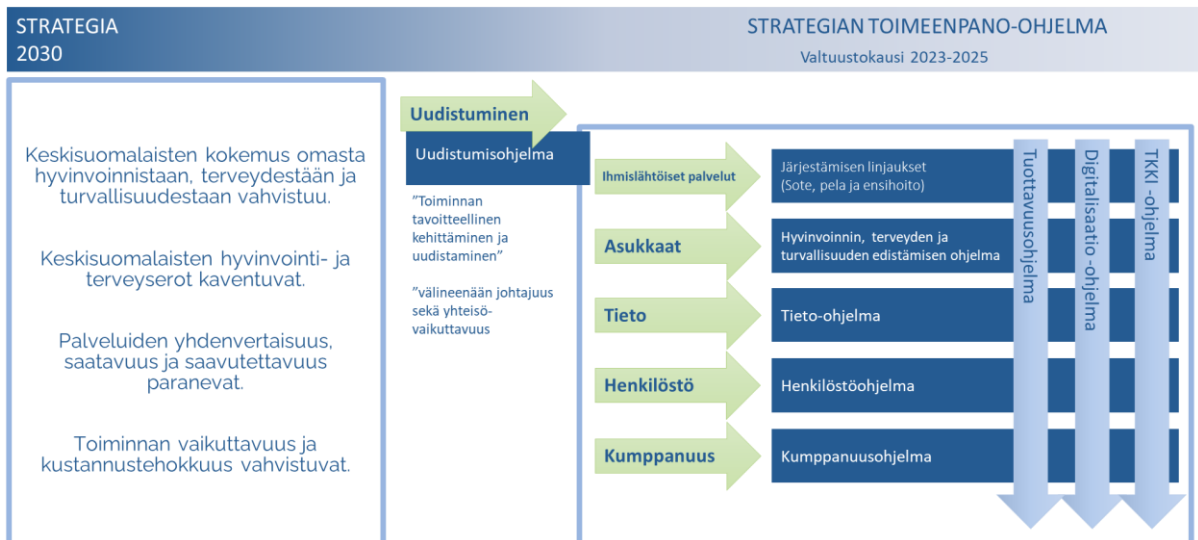 STRATEGIA
2030
STRATEGIAN TOIMEENPANO-OHJELMA
Valtuustokausi 2023-2025
Keskisuomalaisten kokemus omasta
hyvinvoinnistaan, terveydestään ja
turvallisuudestaan vahvistuu.
Keskisuomalaisten hyvinvointi- ja
terveyserot kaventuvat.
Palveluiden yhdenvertaisuus,
saatavuus ja saavutettavuus
paranevat.
Toiminnan vaikuttavuus ja
kustannustehokkuus vahvistuvat.
Uudistuminen
Uudistumisohjelma
"Toiminnan
tavoitteellinen
kehittäminen ja
uudistaminen"
"välineenään johtajuus
sekä yhteisö-
vaikuttavuus
Ihmislähtöiset palvelut
Järjestämisen linjaukset
(Sote, pela ja ensihoito)
Asukkaat
Hyvinvoinnin, terveyden ja
turvallisuuden edistämisen ohjelma
Tieto
Tieto-ohjelma
Henkilöstö
Henkilöstöohjelma
Kumppanuus
Kumppanuusohjelma
Tuottavuusohjelma
Digitalisaatio -ohjelma
TKKI -ohjelma